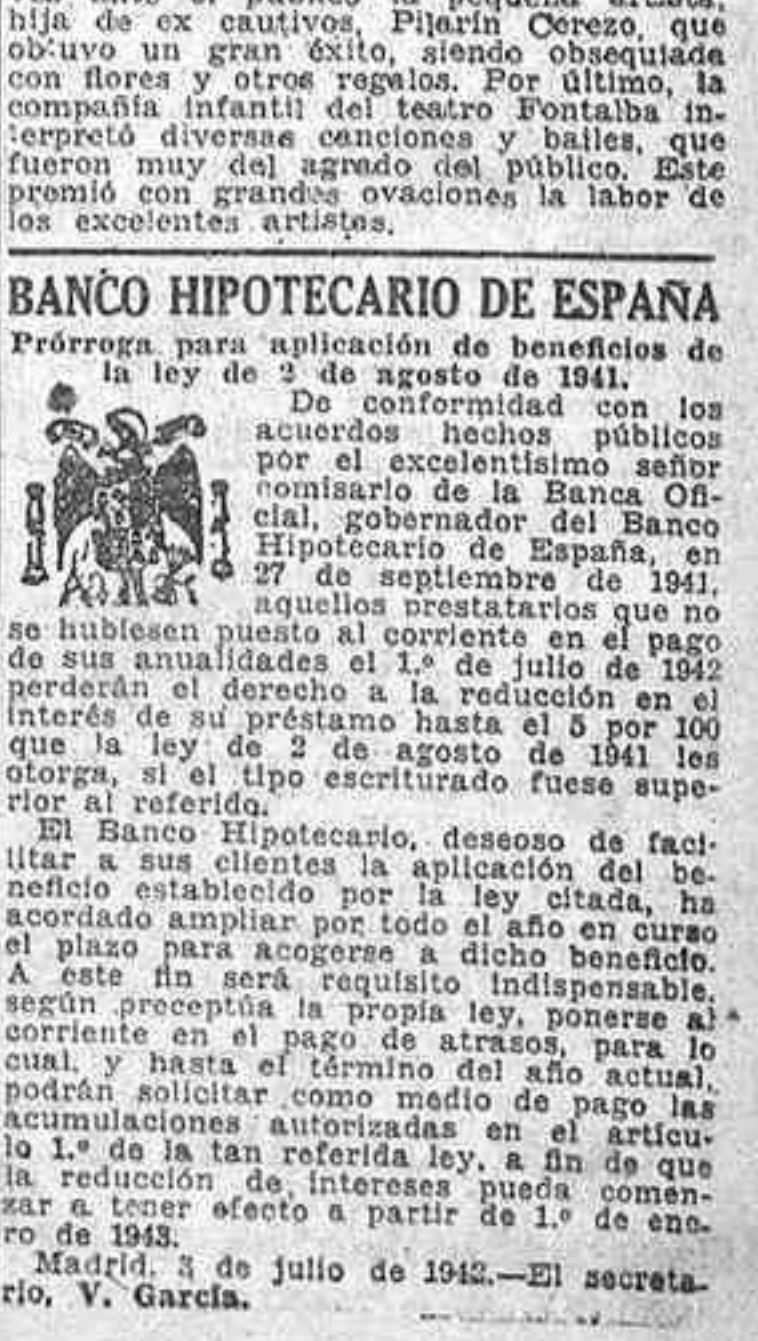 hija de ex cautivos, Pilarín Cerezo, que
obtuvo un gran éxito, siendo obsequiada
con flores y otros regalos. Por último, la
compañía infantil del teatro Fontalba in-
terpretó diversas canciones y bailes, que
fueron muy del agrado del público. Este
premió con grandes ovaciones la labor de
los excelentes artistas.
BANCO HIPOTECARIO DE ESPAÑA
Prórroga para aplicación de beneficios de
la ley de 2 de agosto de 1941.
De conformidad con los
acuerdos hechos públicos
por el excelentísimo señor
comisario de la Banca Ofi-
cial, gobernador del Banco
Hipotecario de España, en
27 de septiembre de 1941,
aquellos prestatarios que no
se hubiesen puesto al corriente en el pago
de sus anualidades el 1.º de julio de 1942
perderán el derecho a la reducción en el
interés de su préstamo hasta el 5 por 100
que la ley de 2 de agosto de 1941 les
otorga, si el tipo escriturado fuese supe-
rior al referido.
El Banco Hipotecario, deseoso de faci-
litar a sus clientes la aplicación del be-
neficio establecido por la ley citada, ha
acordado ampliar por todo el año en curso
el plazo para acogerse a dicho beneficio.
A este fin será requisito indispensable,
según preceptúa la propia ley, ponerse al
corriente en el pago de atrasos, para lo
cual, y hasta el término del año actual,
podrán solicitar como medio de pago las
acumulaciones autorizadas en el artícu-
lo 1.º de la tan referida ley, a fin de que
la reducción de intereses pueda comen-
zar a tener efecto a partir de 1.º de ene-
ro de 1943.
Madrid, 3 de julio de 1942.—El secreta-
rio, V. García.